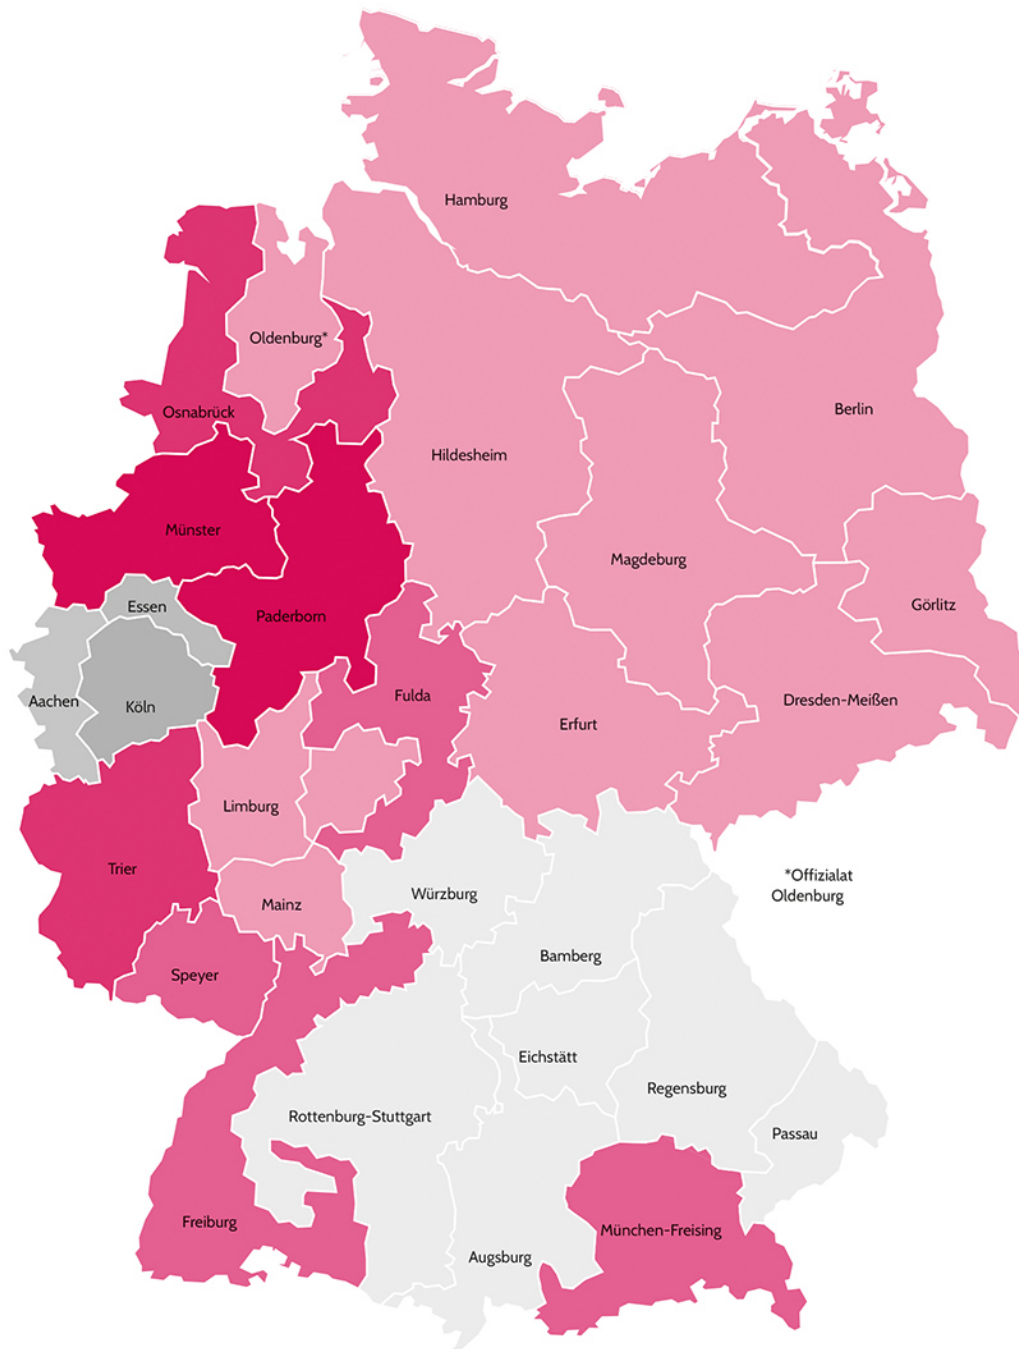 Hamburg
Oldenburg*
Osnabrück
Berlin
Hildesheim
Münster
Magdeburg
Essen
Görlitz
Paderborn
Fulda
Aachen
Köln
Dresden-Meißen
Erfurt
Limburg
Trier
*Offizialat
Oldenburg
Würzburg
Mainz
Bamberg
Speyer
Eichstätt
Regensburg
Rottenburg-Stuttgart
Passau
Freiburg
München-Freising
Augsburg